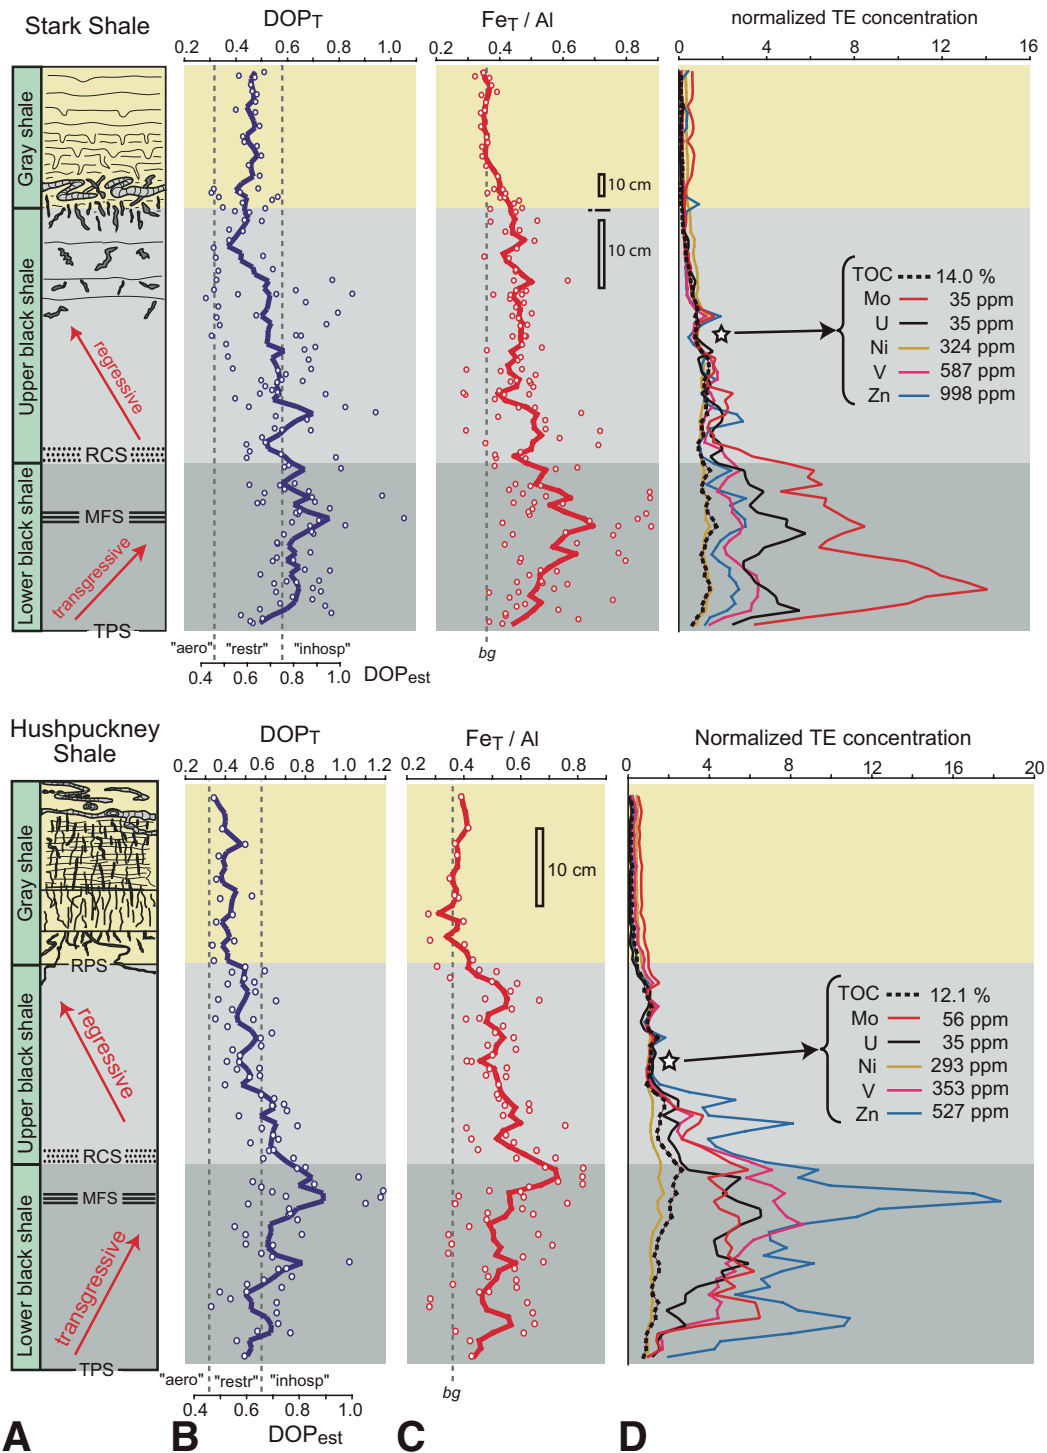 Stark Shale
DOPT
FeT / Al
normalized TE concentration
0.2 0.4 0.6 0.8 1.0
0.2 0.4 0.6 0.8
0 4 8 12 16
Gray shale
Upper black shale
Lower black shale
10 cm
10 cm
TOC 14.0 %
Mo 35 ppm
U 35 ppm
Ni 324 ppm
V 587 ppm
Zn 998 ppm
regressive
RCS
MFS
transgressive
TPS
"aero" "restr" "inhosp"
bg
0.4 0.6 0.8 1.0 DOPest
Hushpuckney
Shale
DOPT
FeT / Al
Normalized TE concentration
0.2 0.4 0.6 0.8 1.0 1.2
0.2 0.4 0.6 0.8
0 4 8 12 16 20
Gray shale
Upper black shale
Lower black shale
10 cm
RPS
TOC 12.1 %
Mo 56 ppm
U 35 ppm
Ni 293 ppm
V 353 ppm
Zn 527 ppm
regressive
RCS
MFS
transgressive
TPS
"aero" "restr" "inhosp"
bg
0.4 0.6 0.8 1.0
DOPest
A B C D